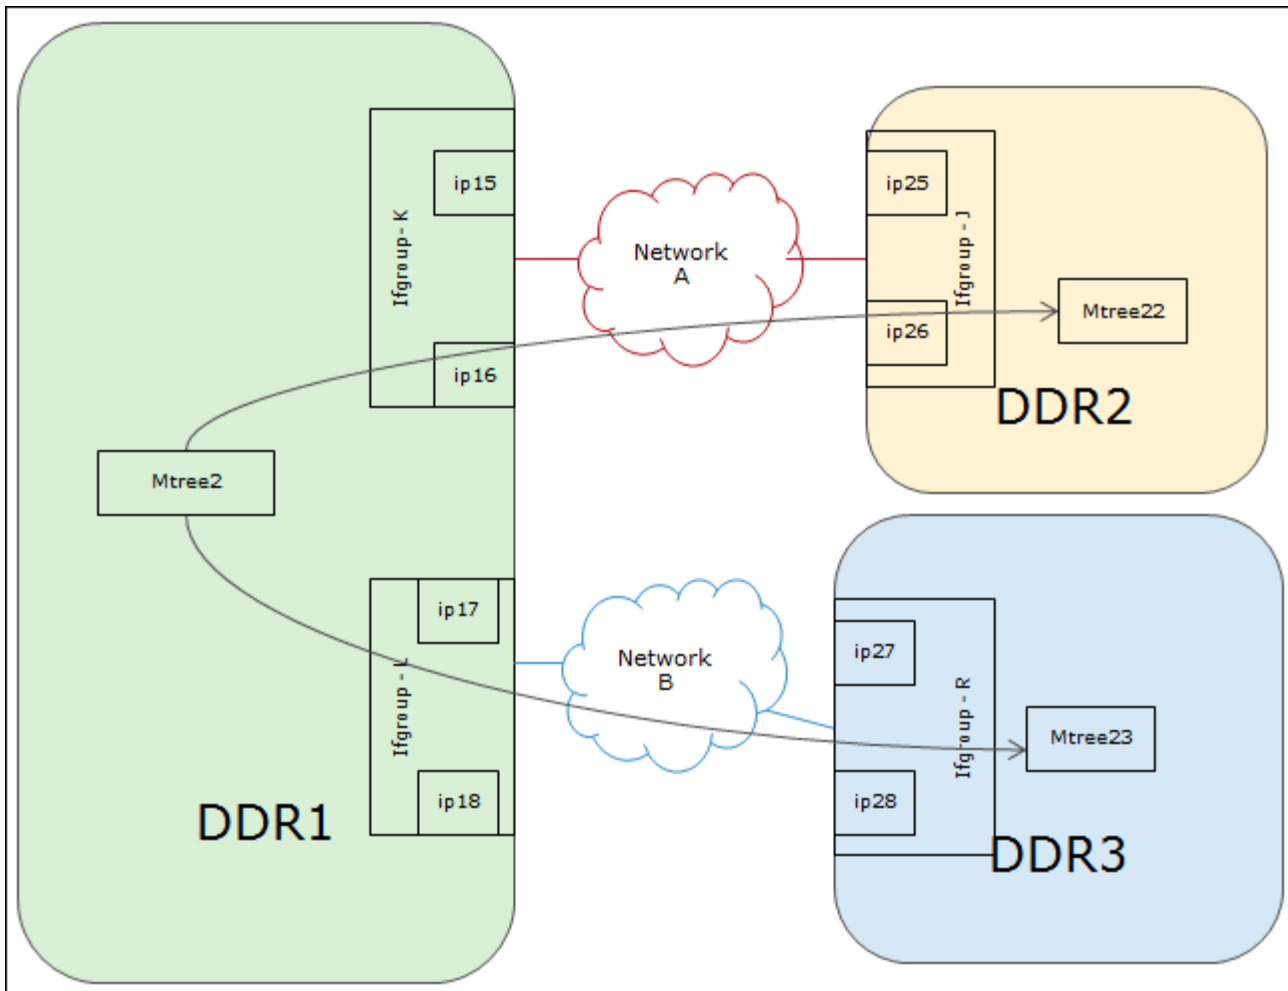 ip15
Ifgroup-K
ip16
Mtree2
ip17
Ifgroup-L
ip18
DDR1
Network
A
Network
B
ip25
Ifgroup-J
ip26
Mtree22
DDR2
ip27
Ifgroup-R
ip28
Mtree23
DDR3